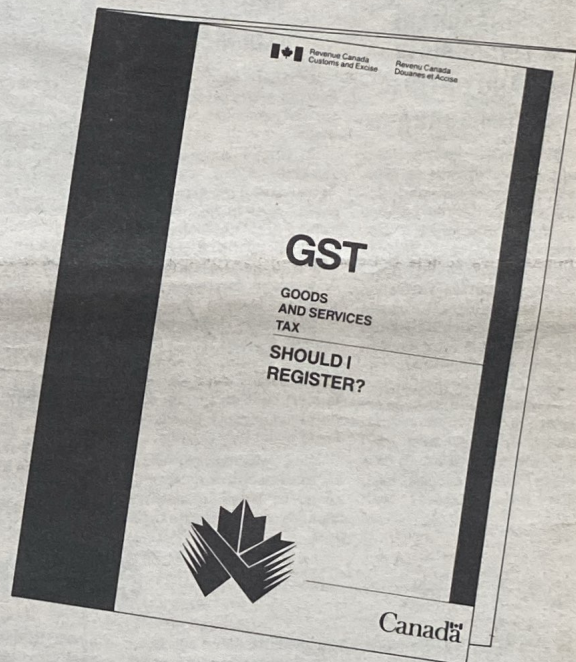 Revenue Canada
Customs and Excise
Revenu Canada
Douanes et Accise
GST
GOODS
AND SERVICES
TAX
SHOULD I
REGISTER?
Canada